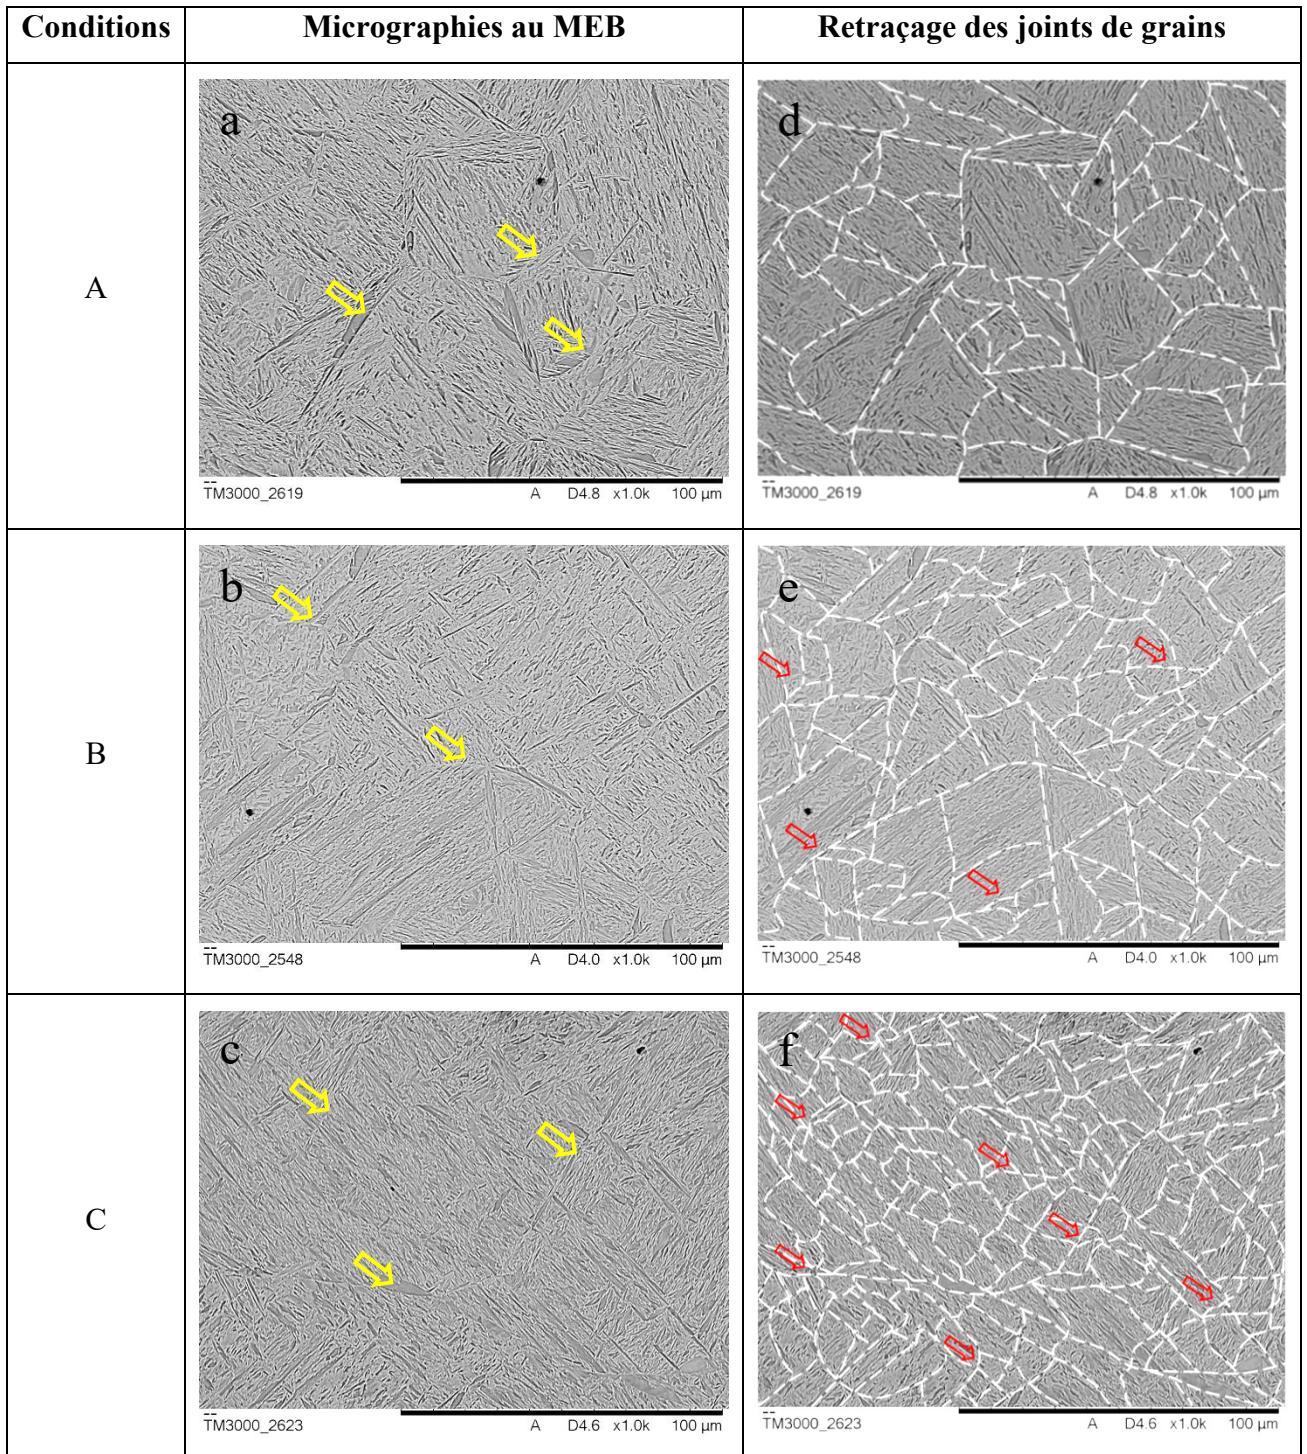 Conditions Micrographies au MEB Retraçage des joints de grains
A
a
d
TM3000_2619 A D4.8 x1.0k 100 µm
TM3000_2619 A D4.8 x1.0k 100 µm
B
b
e
TM3000_2548 A D4.0 x1.0k 100 µm
TM3000_2548 A D4.0 x1.0k 100 µm
C
c
f
TM3000_2623 A D4.6 x1.0k 100 µm
TM3000_2623 A D4.6 x1.0k 100 µm